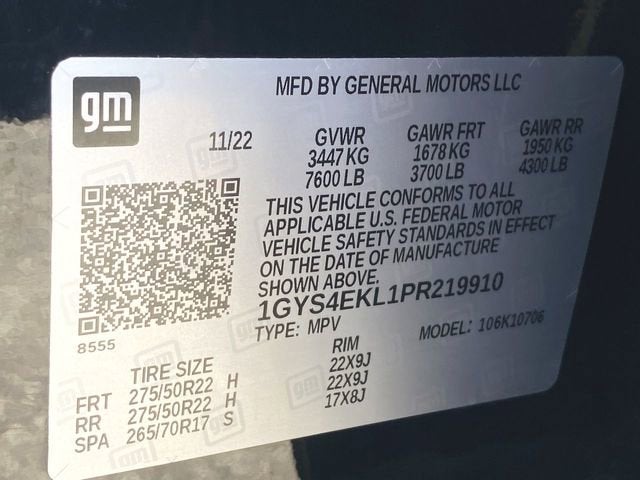 gm
MFD BY GENERAL MOTORS LLC
11/22 GVWR GAWR FRT GAWR RR
3447 KG 1678 KG 1950 KG
7600 LB 3700 LB 4300 LB
THIS VEHICLE CONFORMS TO ALL
APPLICABLE U.S. FEDERAL MOTOR
VEHICLE SAFETY STANDARDS IN EFFECT
ON THE DATE OF MANUFACTURE
SHOWN ABOVE.
1GYS4EKL1PR219910
TYPE: MPV MODEL: 106K10706
8555
TIRE SIZE RIM
FRT 275/50R22 H 22X9J
RR 275/50R22 H 22X9J
SPA 265/70R17 S 17X8J